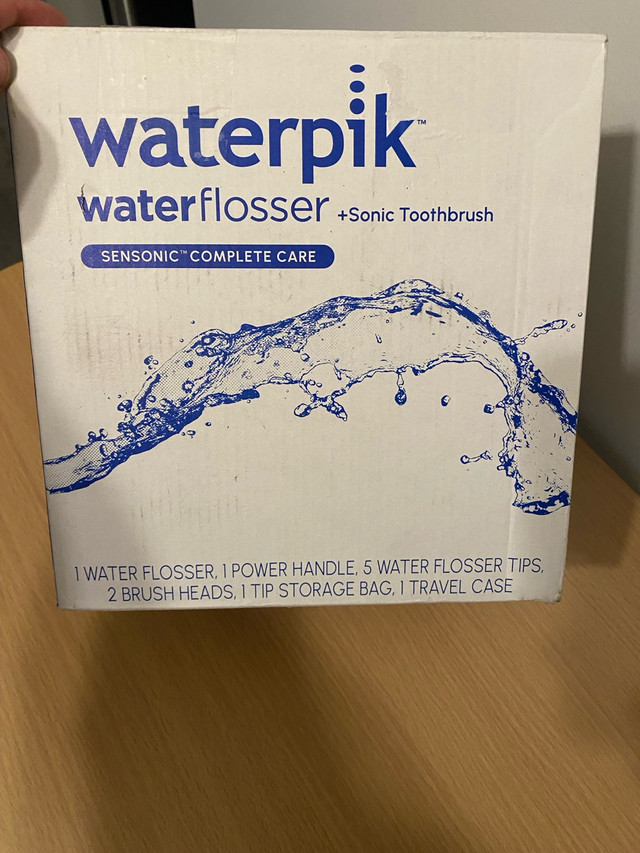 waterpik™
waterflosser +Sonic Toothbrush
SENSONIC™ COMPLETE CARE
1 WATER FLOSSER, 1 POWER HANDLE, 5 WATER FLOSSER TIPS,
2 BRUSH HEADS, 1 TIP STORAGE BAG, 1 TRAVEL CASE